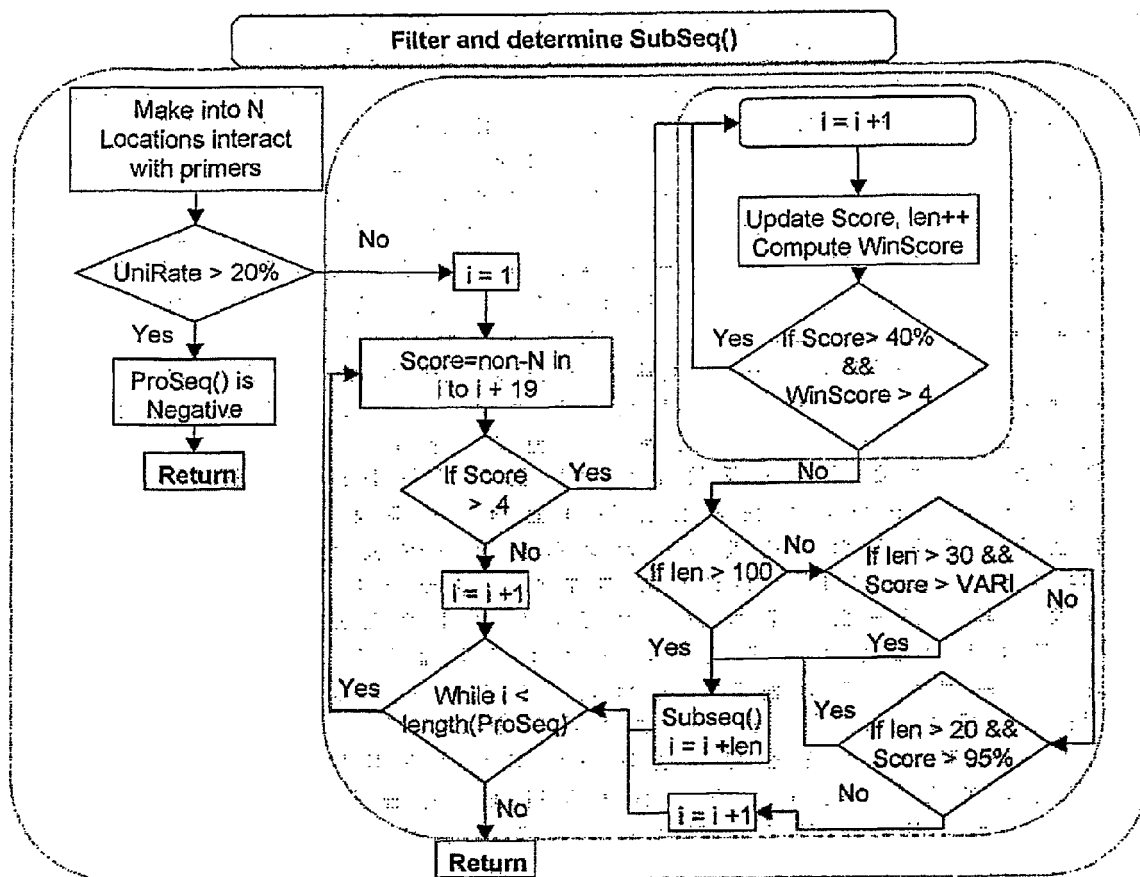 Filter and determine SubSeq()
Make into N
Locations interact
with primers
UniRate > 20%
No
Yes
ProSeq() is
Negative
Return
i = 1
Score=non-N in
i to i + 19
If Score
> .4
Yes
No
i = i +1
While i <
length(ProSeq)
Yes
No
Return
i = i +1
Update Score, len++
Compute WinScore
If Score> 40%
&&
WinScore > 4
Yes
No
If len > 100
No
Yes
If len > 30 &&
Score > VARI
No
Yes
Subseq()
i = i +len
If len > 20 &&
Score > 95%
Yes
No
i = i +1